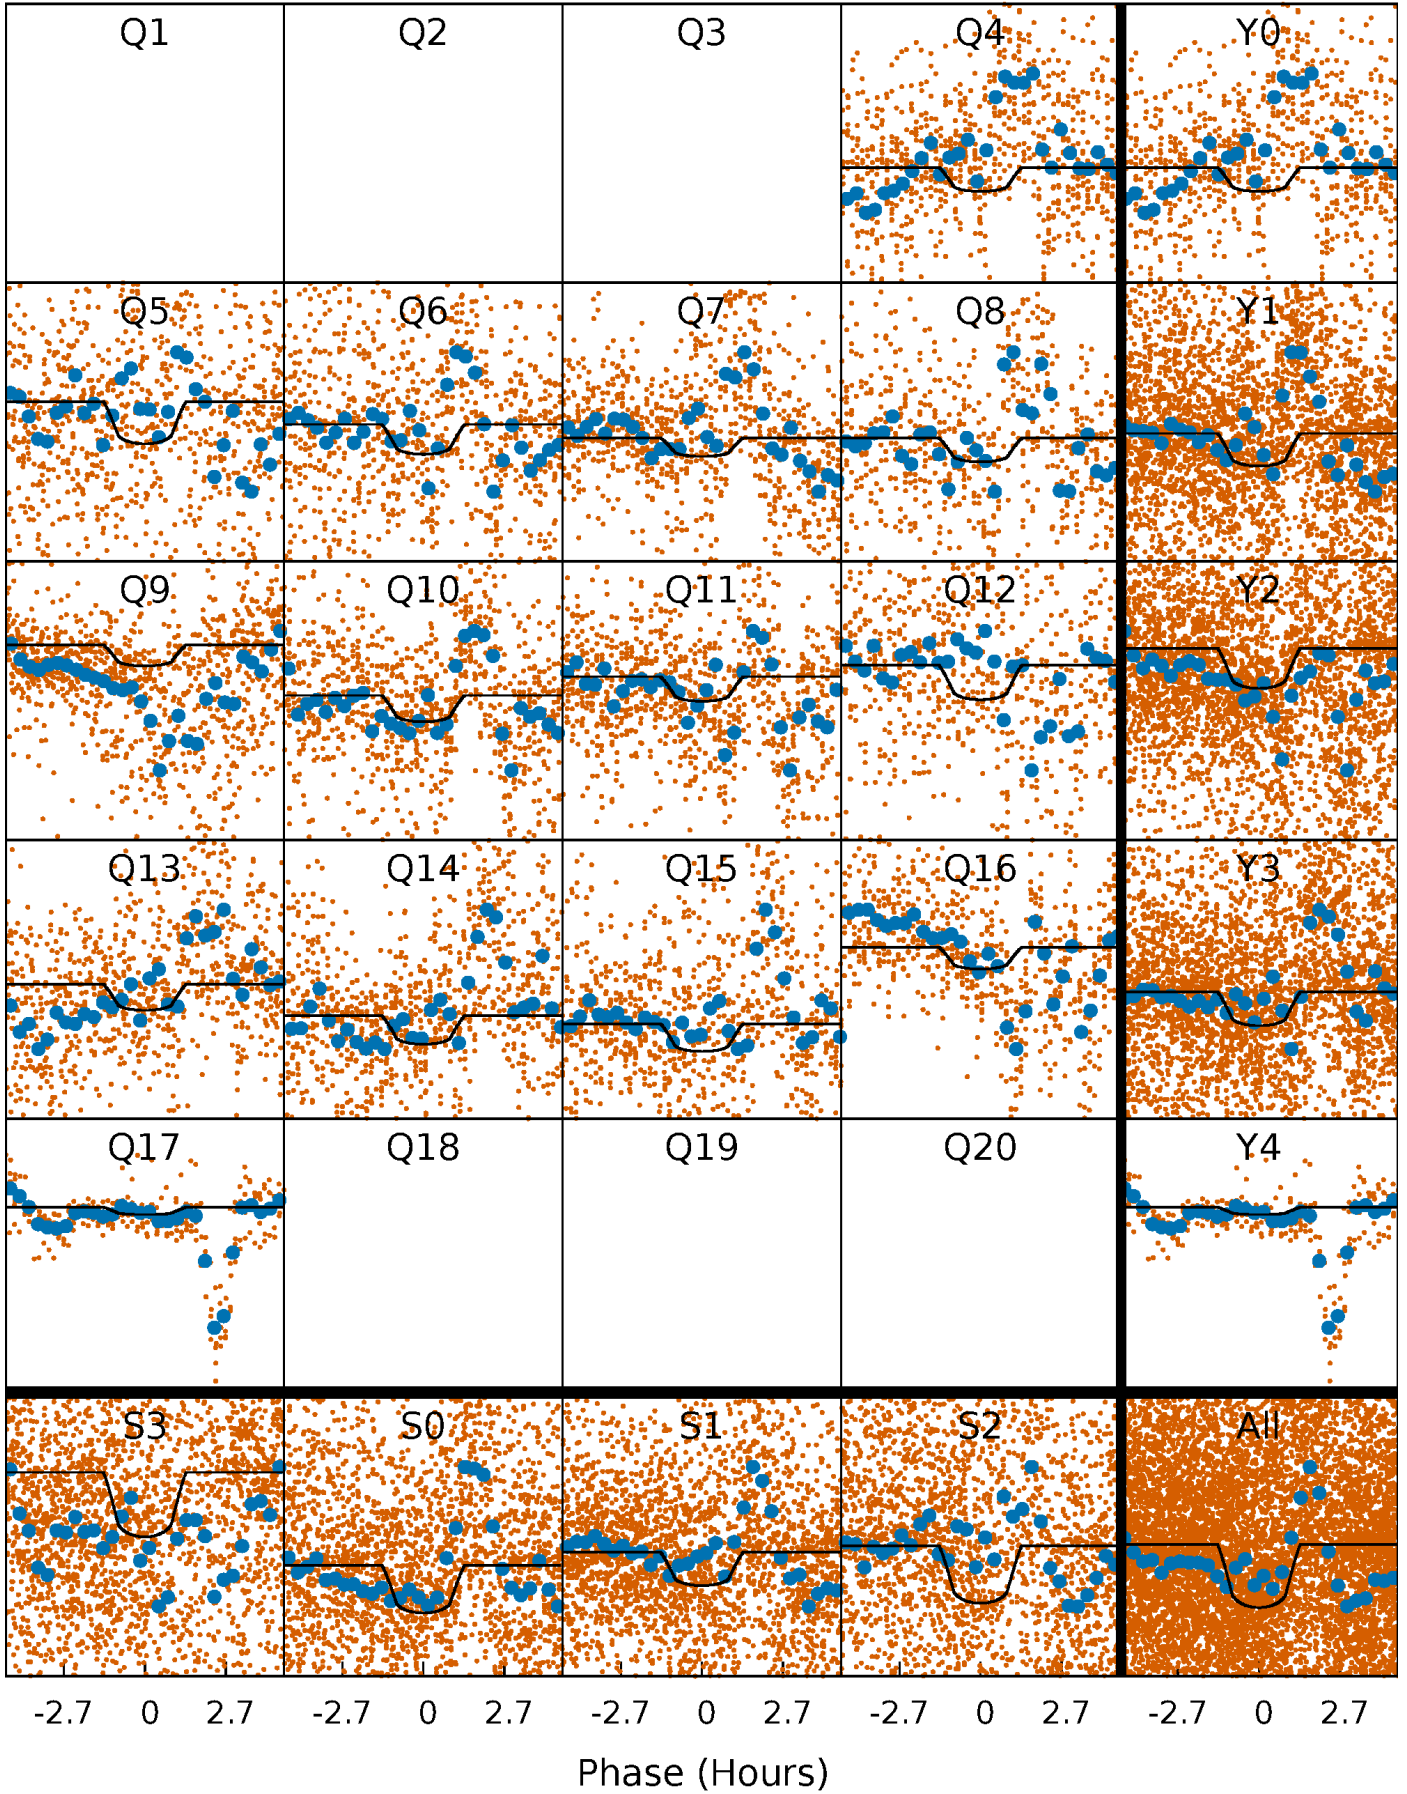 Q1 Q2 Q3 Q4 Y0
Q5 Q6 Q7 Q8 Y1
Q9 Q10 Q11 Q12 Y2
Q13 Q14 Q15 Q16 Y3
Q17 Q18 Q19 Q20 Y4
S3 S0 S1 S2 All
-2.7 0 2.7 -2.7 0 2.7 -2.7 0 2.7 -2.7 0 2.7 -2.7 0 2.7
Phase (Hours)